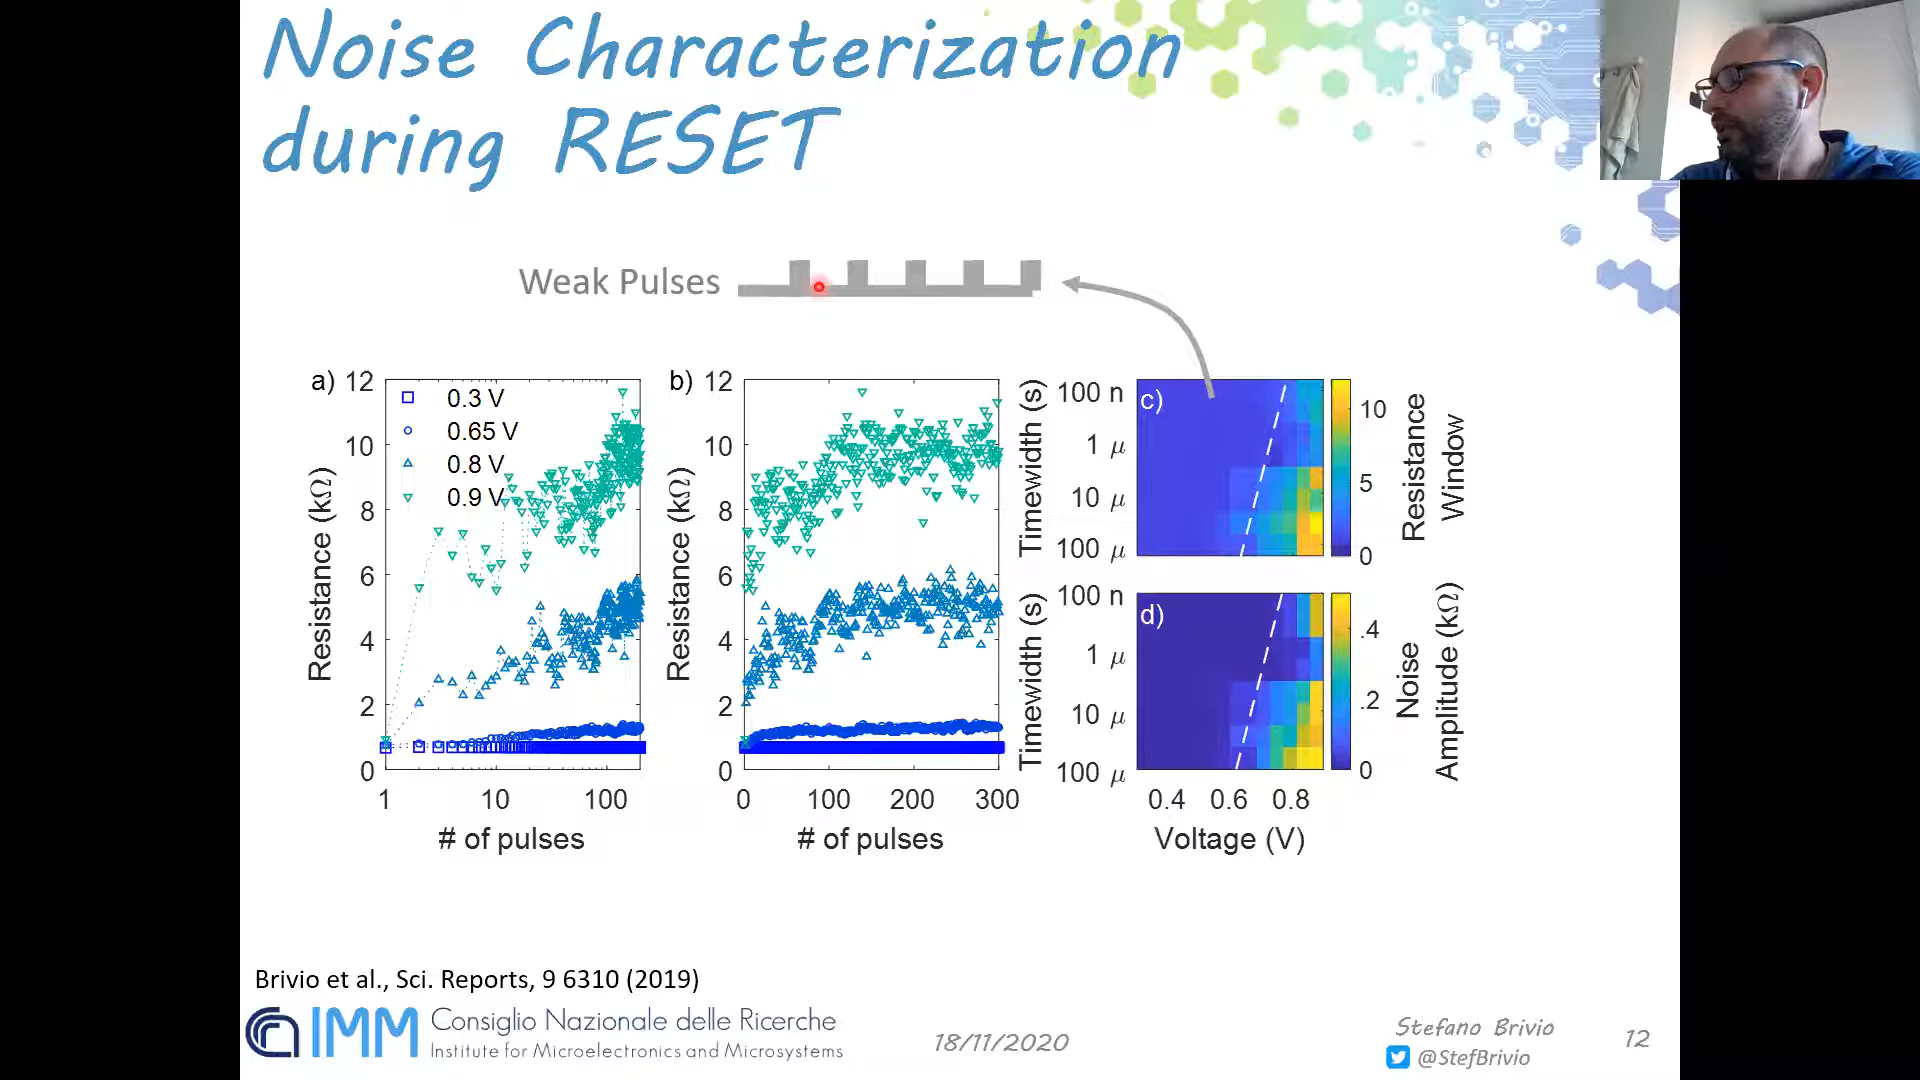 Noise Characterization
during RESET
Weak Pulses
a)
12
10
8
6
4
2
0
Resistance (kΩ)
0.3 V
0.65 V
0.8 V
0.9 V
1
10
100
# of pulses
b)
12
10
8
6
4
2
0
Resistance (kΩ)
0
100
200
300
# of pulses
c)
100 n
1 μ
10 μ
100 μ
Timewidth (s)
10
5
0
Resistance
Window
d)
100 n
1 μ
10 μ
100 μ
Timewidth (s)
.4
.2
0
Noise
Amplitude (kΩ)
0.4
0.6
0.8
Voltage (V)
Brivio et al., Sci. Reports, 9 6310 (2019)
IMM
Consiglio Nazionale delle Ricerche
Institute for Microelectronics and Microsystems
18/11/2020
Stefano Brivio
@StefBrivio
12